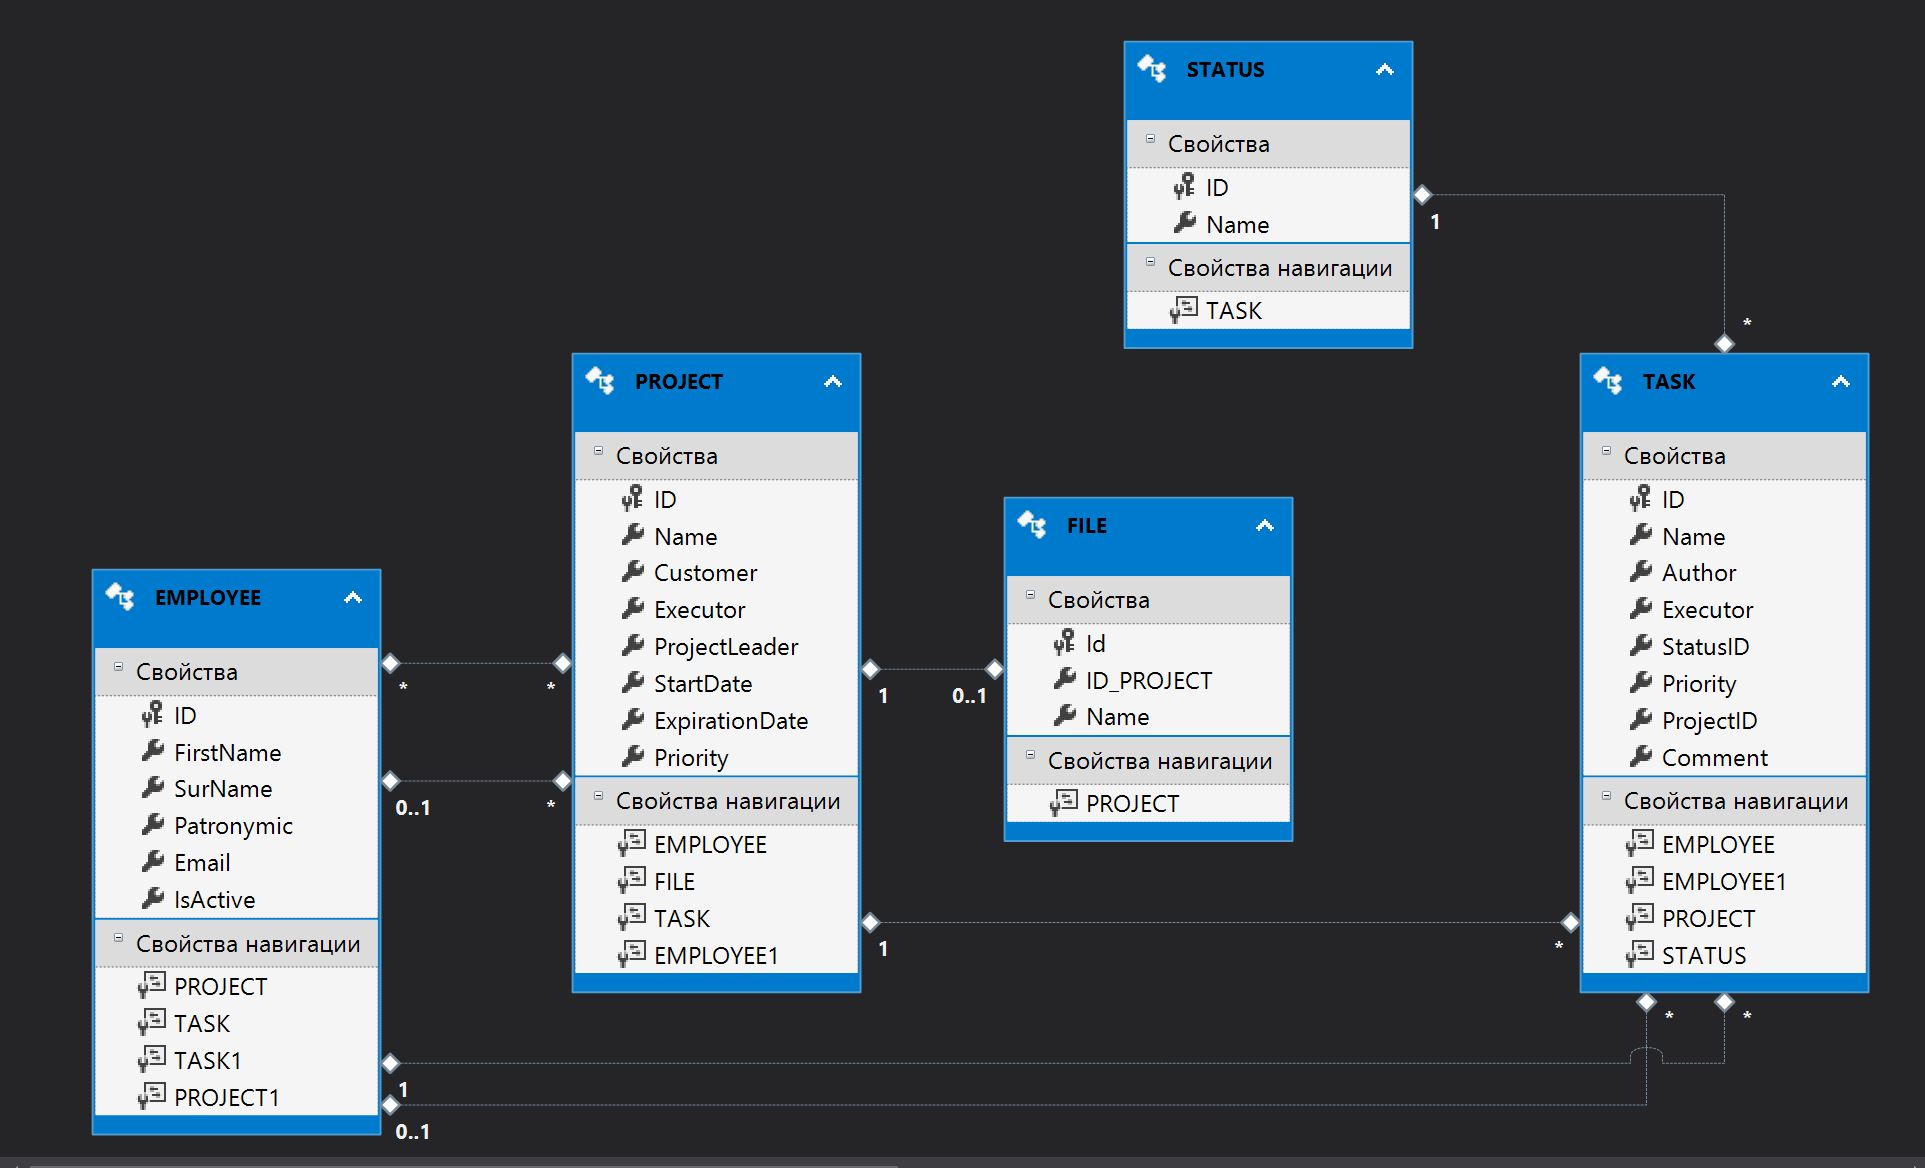 STATUS
Свойства
ID
Name
Свойства навигации
TASK
1
*
PROJECT
Свойства
ID
Name
Customer
Executor
ProjectLeader
StartDate
ExpirationDate
Priority
Свойства навигации
EMPLOYEE
FILE
TASK
EMPLOYEE1
TASK
Свойства
ID
Name
Author
Executor
StatusID
Priority
ProjectID
Comment
Свойства навигации
EMPLOYEE
EMPLOYEE1
PROJECT
STATUS
FILE
Свойства
Id
ID_PROJECT
Name
Свойства навигации
PROJECT
EMPLOYEE
Свойства
ID
FirstName
SurName
Patronymic
Email
IsActive
Свойства навигации
PROJECT
TASK
TASK1
PROJECT1
* *
1 0..1
0..1 *
1 *
* *
1
0..1